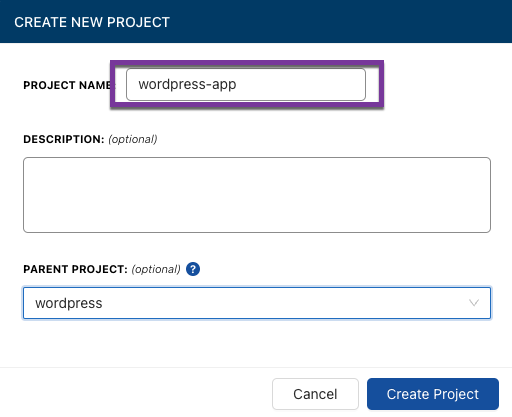 CREATE NEW PROJECT
PROJECT NAME: wordpress-app
DESCRIPTION: (optional)
PARENT PROJECT: (optional) ?
wordpress
Cancel Create Project